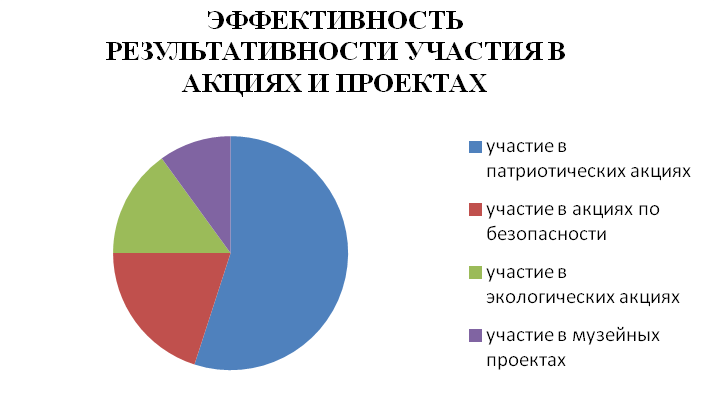 ЭФФЕКТИВНОСТЬ
РЕЗУЛЬТАТИВНОСТИ УЧАСТИЯ В
АКЦИЯХ И ПРОЕКТАХ
участие в
патриотических акциях
участие в акциях по
безопасности
участие в
экологических акциях
участие в музейных
проектах